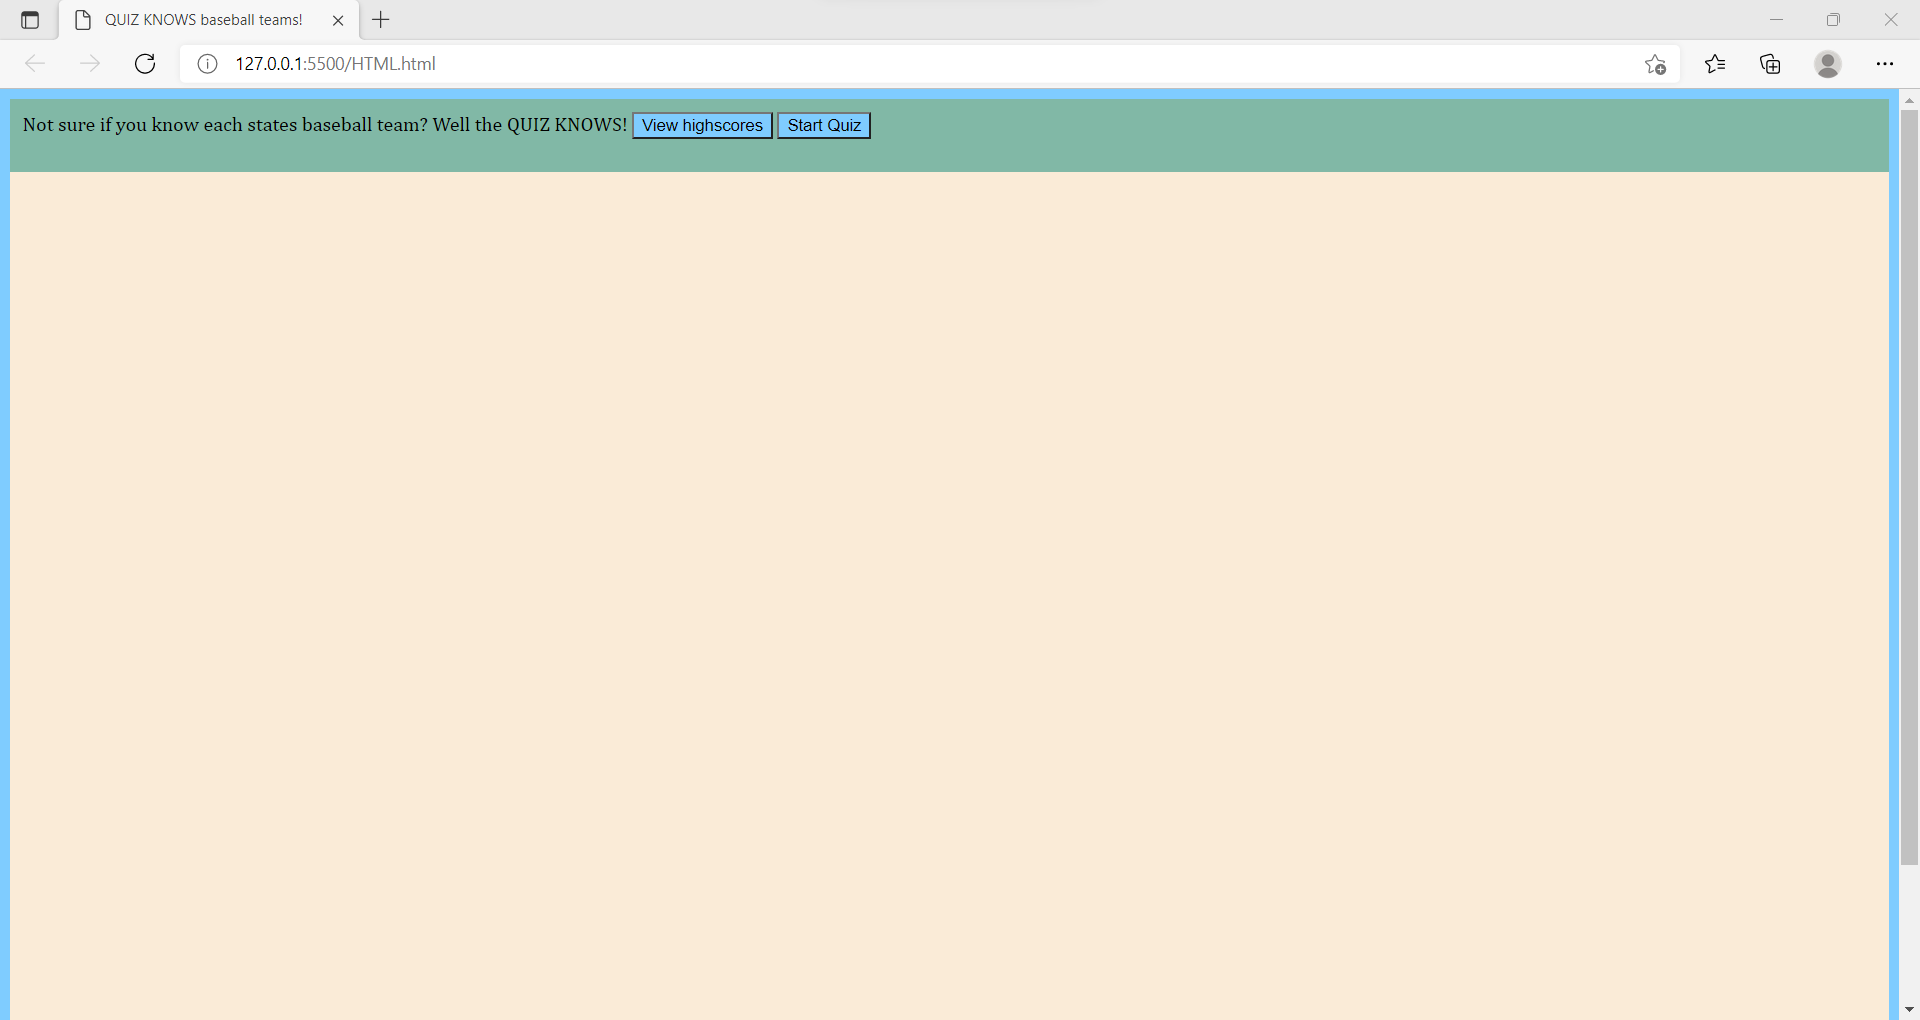 QUIZ KNOWS baseball teams!
127.0.0.1:5500/HTML.html
Not sure if you know each states baseball team? Well the QUIZ KNOWS! View highscores Start Quiz